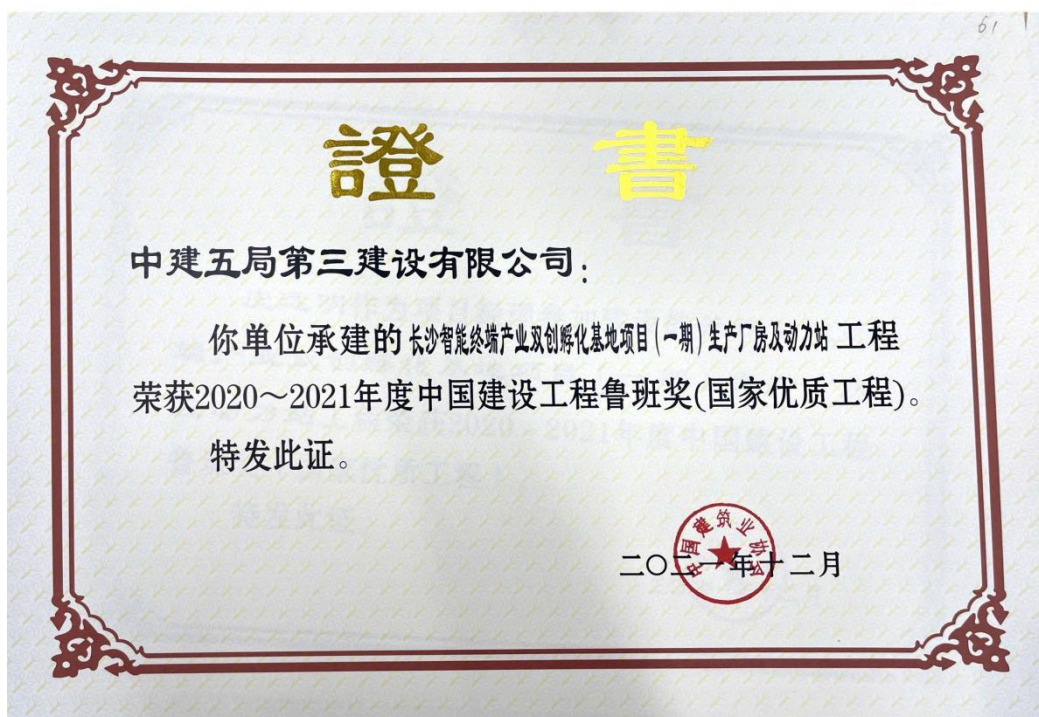 61
證 書
中建五局第三建设有限公司:
你单位承建的长沙智能终端产业双创孵化基地项目(一期)生产厂房及动力站 工程
荣获2020~2021年度中国建设工程鲁班奖(国家优质工程)。
特发此证。
中国建筑业协会
二〇二一年十二月